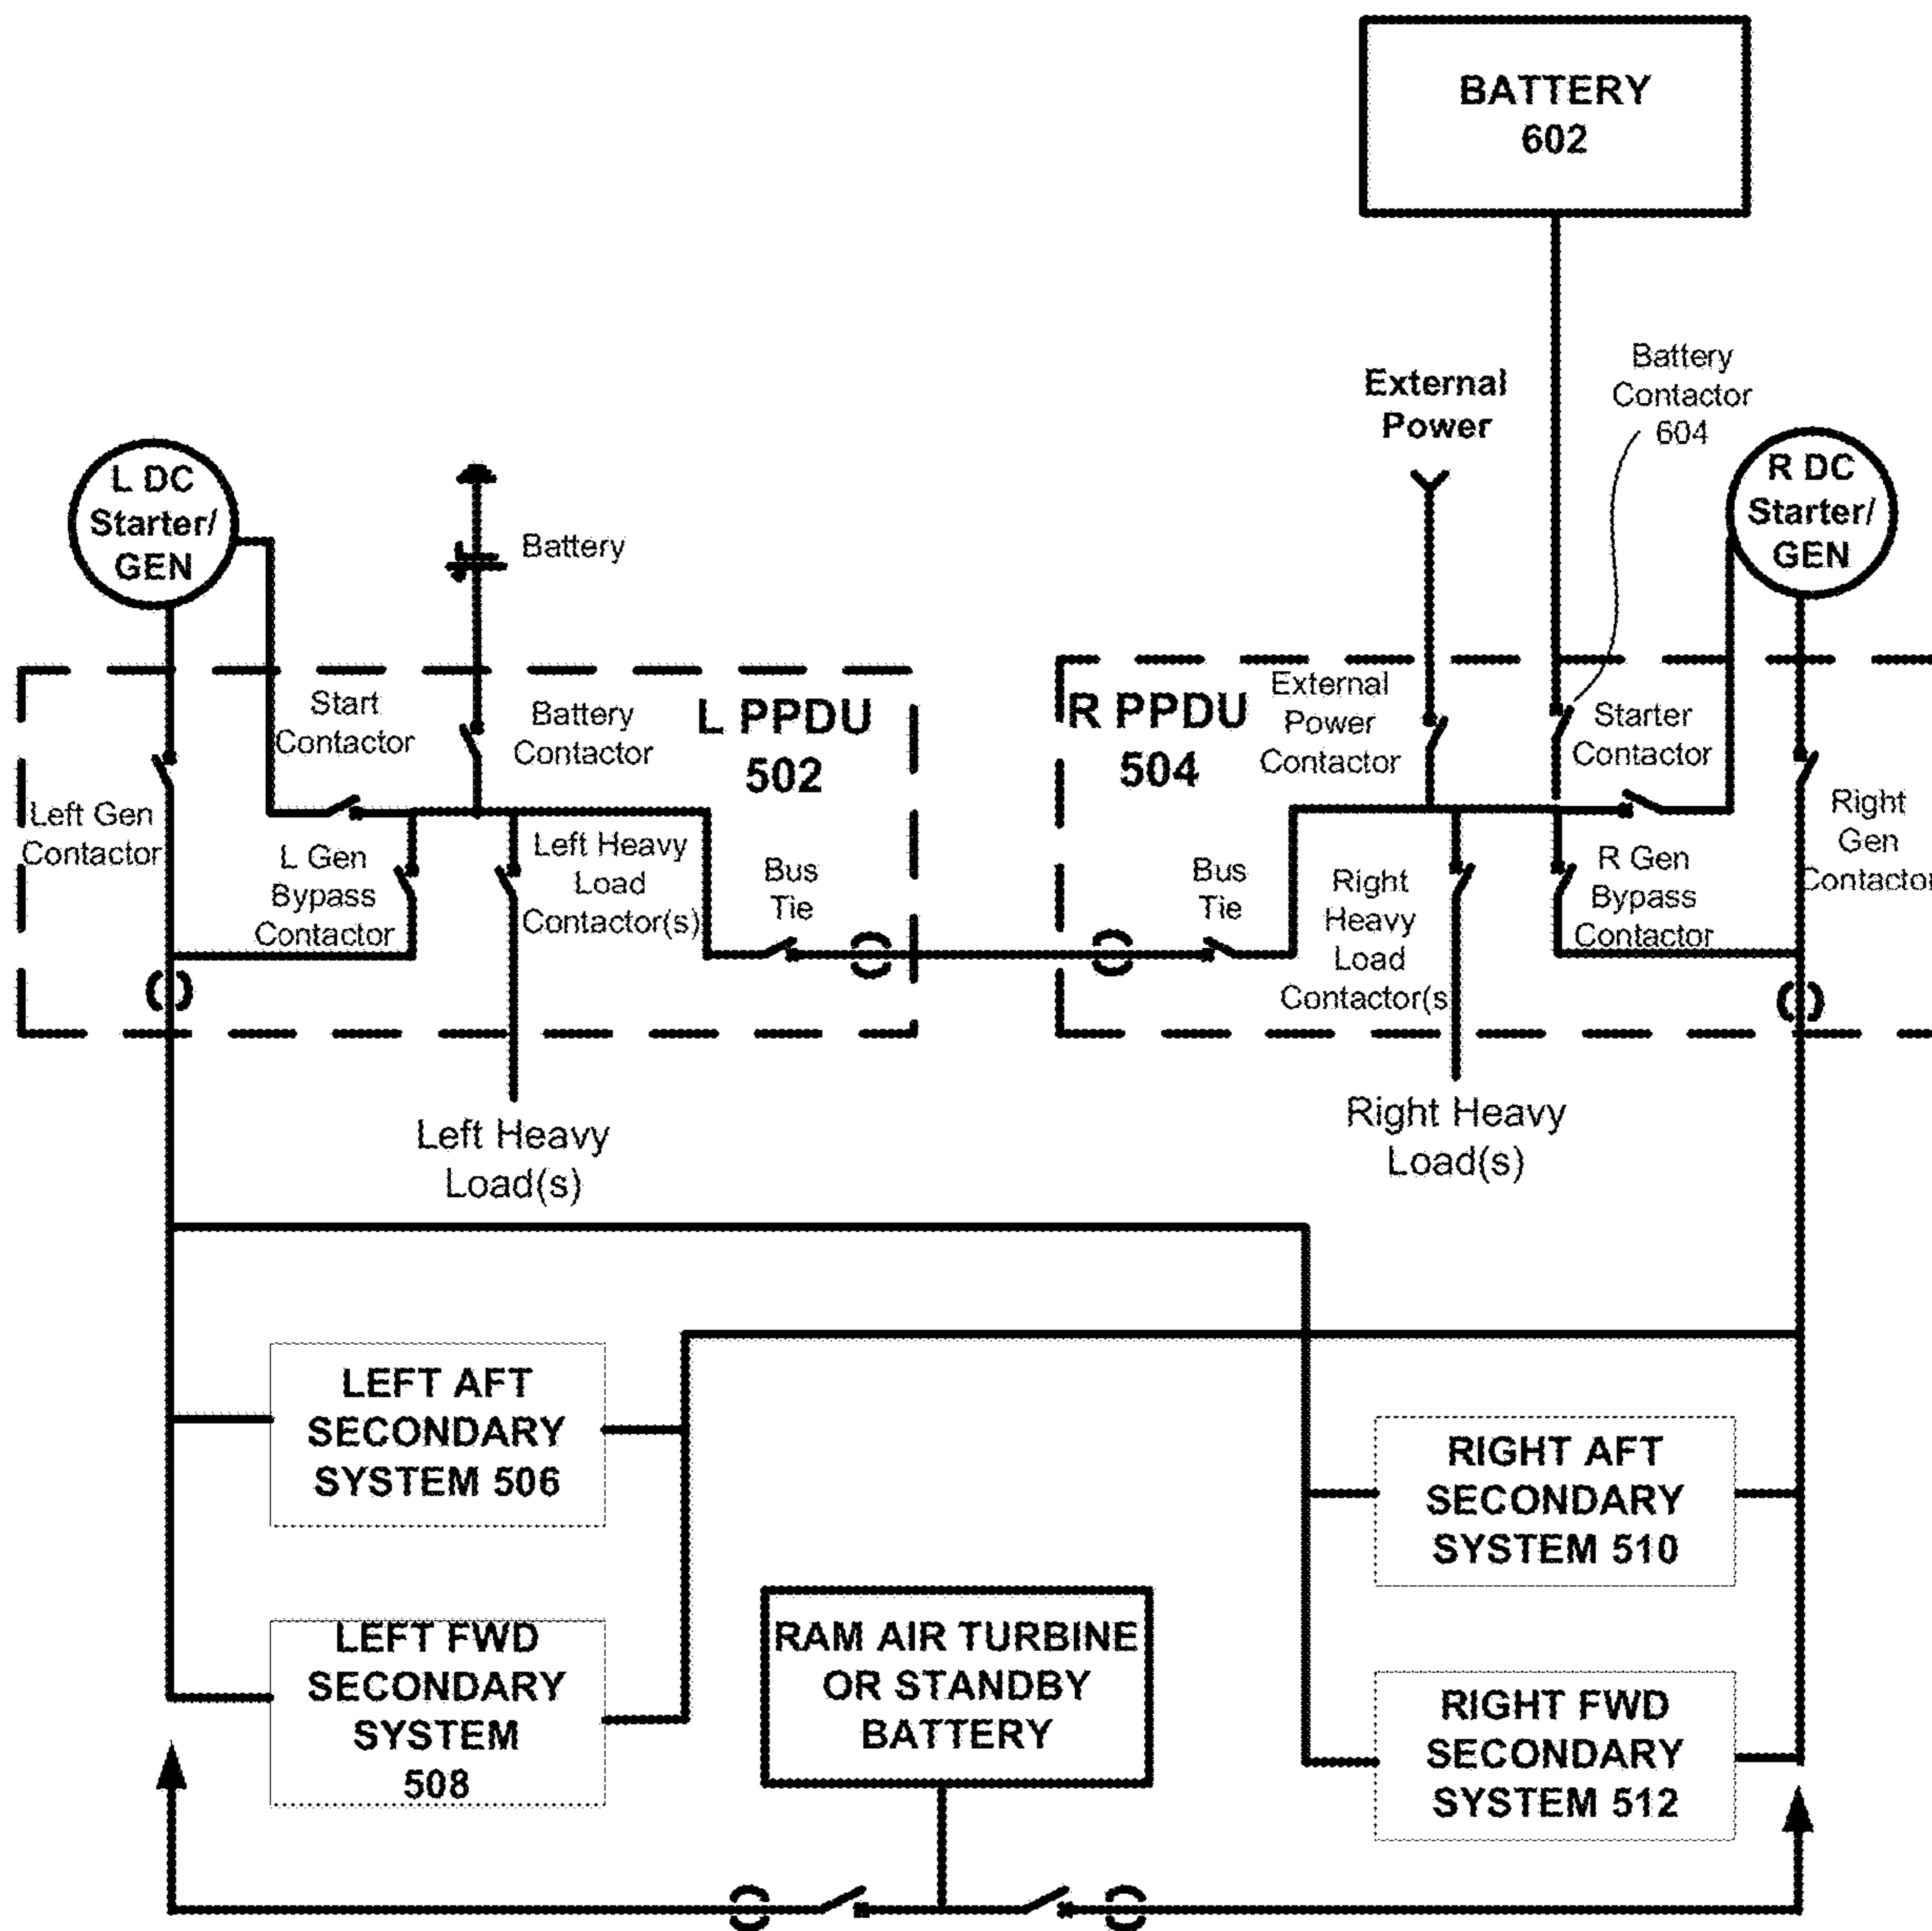 BATTERY
602
Battery
Contactor
604
External
Power
L DC
Starter/
GEN
Battery
R DC
Starter/
GEN
Start
Contactor
Battery
Contactor
L PPDU
502
R PPDU
504
External
Power
Contactor
Starter
Contactor
Left Gen
Contactor
L Gen
Bypass
Contactor
Left Heavy
Load
Contactor(s)
Bus
Tie
Bus
Tie
Right
Heavy
Load
Contactor(s
R Gen
Bypass
Contactor
Right
Gen
Contactor
Left Heavy
Load(s)
Right Heavy
Load(s)
LEFT AFT
SECONDARY
SYSTEM 506
RIGHT AFT
SECONDARY
SYSTEM 510
LEFT FWD
SECONDARY
SYSTEM
508
RAM AIR TURBINE
OR STANDBY
BATTERY
RIGHT FWD
SECONDARY
SYSTEM 512